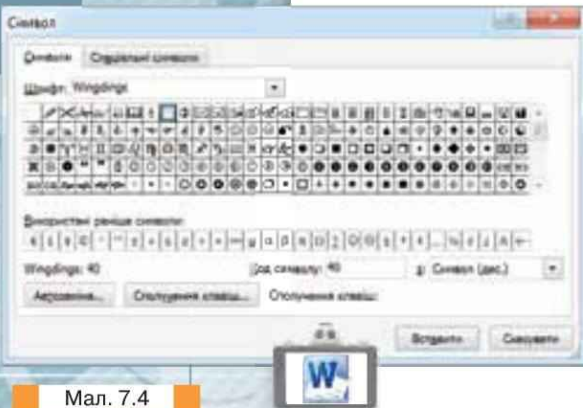 Символ
Символи Спеціальні символи
Шрифт: Wingdings
Використані раніше символи:
Wingdings: 40 Код символу: 40 з: Символ (дес.)
Автозаміна... Сполучення клавіш... Сполучення клавіш:
Вставити Скасувати
W
Мал. 7.4